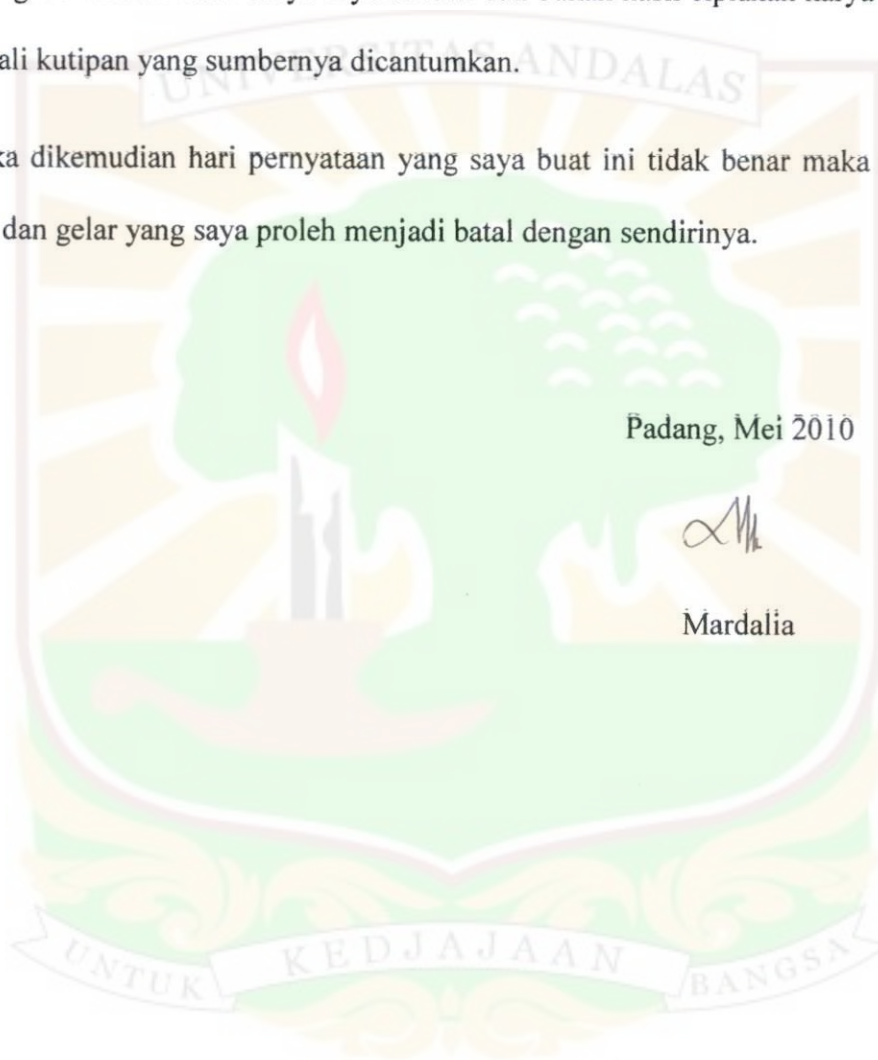 ali kutipan yang sumbernya dicantumkan.
UNIVERSITAS ANDALAS
ka dikemudian hari pernyataan yang saya buat ini tidak benar maka
dan gelar yang saya proleh menjadi batal dengan sendirinya.
Padang, Mei 2010
Mardalia
UNTUK KEDJAJAAN BANGSA